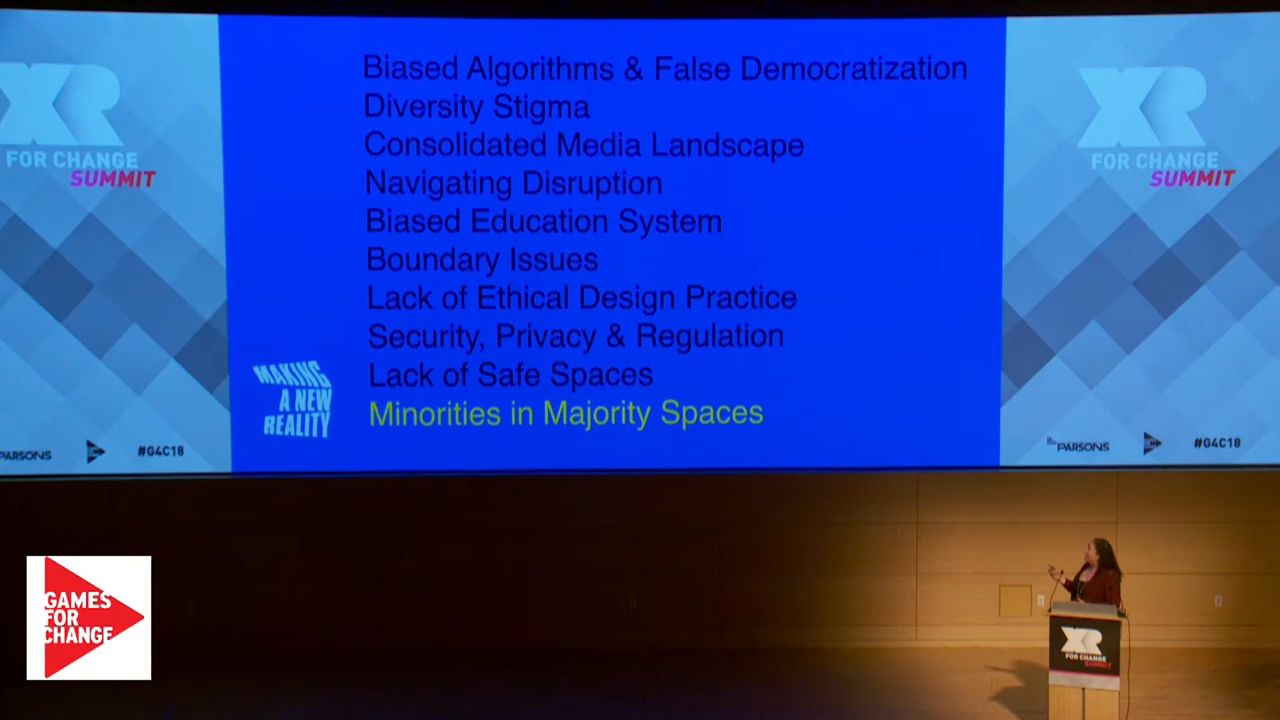 Biased Algorithms & False Democratization
Diversity Stigma
Consolidated Media Landscape
Navigating Disruption
Biased Education System
Boundary Issues
Lack of Ethical Design Practice
Security, Privacy & Regulation
Lack of Safe Spaces
Minorities in Majority Spaces
MAKING
A NEW
REALITY
XR
FOR CHANGE
SUMMIT
PARSONS
#G4C18
XR
FOR CHANGE
SUMMIT
PARSONS
#G4C18
GAMES
FOR
CHANGE
XR
FOR CHANGE
SUMMIT